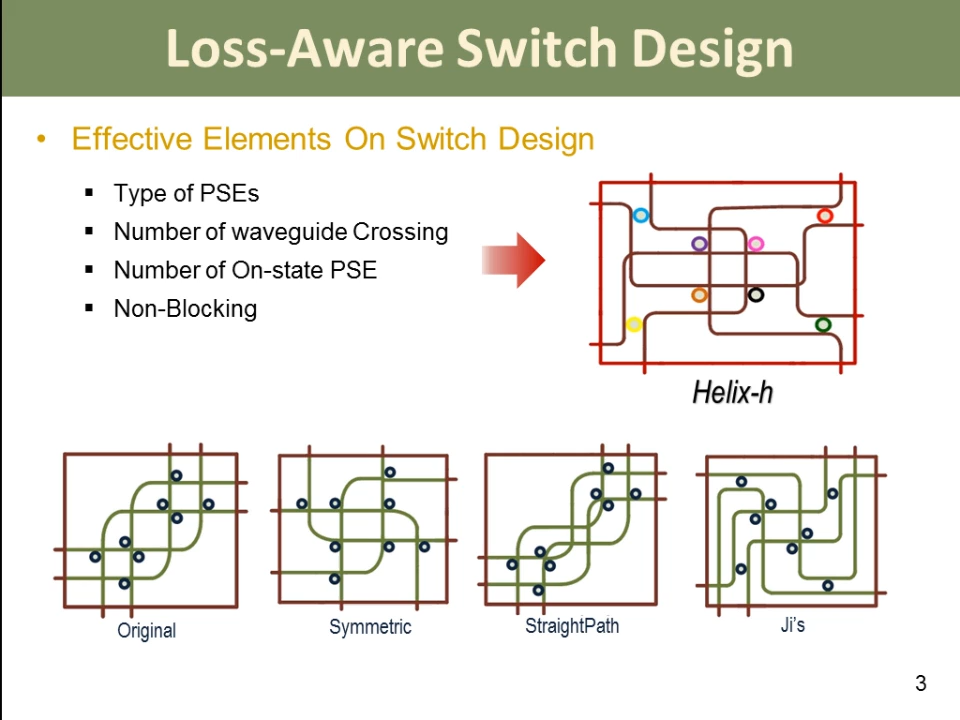 Loss-Aware Switch Design
• Effective Elements On Switch Design
▪ Type of PSEs
▪ Number of waveguide Crossing
▪ Number of On-state PSE
▪ Non-Blocking
Helix-h
Original
Symmetric
StraightPath
Ji's
3